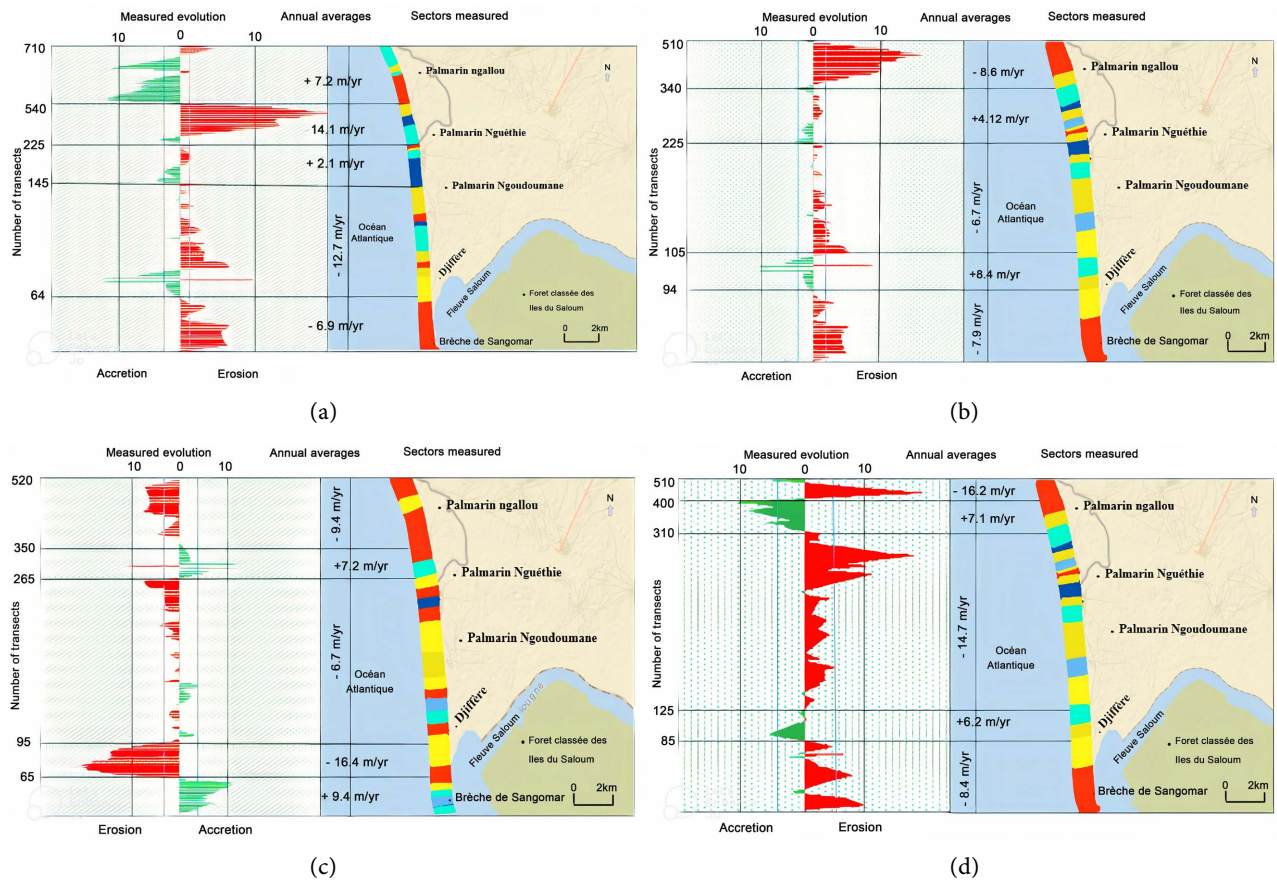 Measured evolution Annual averages Sectors measured
10 0 10
710
540
225
145
64
Number of transects
+ 7.2 m/yr
14.1 m/yr
+ 2.1 m/yr
- 12.7 m/yr
- 6.9 m/yr
Océan
Atlantique
Palmarin ngallou
Palmarin Nguéthie
Palmarin Ngoudoumane
Djiffère
Fleuve Saloum
Foret classée des
Iles du Saloum
Brèche de Sangomar
N
0 2km
Accretion Erosion
(a)
Measured evolution Annual averages Sectors measured
10 0 10
510
340
225
105
94
Number of transects
- 8.6 m/yr
+4.12 m/yr
- 6.7 m/yr
+8.4 m/yr
- 7.9 m/yr
Océan
Atlantique
Palmarin ngallou
Palmarin Nguéthie
Palmarin Ngoudoumane
Djiffère
Fleuve Saloum
Foret classée des
Iles du Saloum
Brèche de Sangomar
N
0 2km
Accretion Erosion
(b)
Measured evolution Annual averages Sectors measured
10 0 10
520
350
265
95
65
Number of transects
- 9.4 m/yr
+7.2 m/yr
- 6.7 m/yr
- 16.4 m/yr
+ 9.4 m/yr
Océan
Atlantique
Palmarin ngallou
Palmarin Nguéthie
Palmarin Ngoudoumane
Djiffère
Fleuve Saloum
Foret classée des
Iles du Saloum
Brèche de Sangomar
N
0 2km
Erosion Accretion
(c)
Measured evolution Annual averages Sectors measured
10 0 10
510
400
310
125
85
Number of transects
- 16.2 m/yr
+7.1 m/yr
- 14.7 m/yr
+6.2 m/yr
- 8.4 m/yr
Océan
Atlantique
Palmarin ngallou
Palmarin Nguéthie
Palmarin Ngoudoumane
Djiffère
Fleuve Saloum
Foret classée des
Iles du Saloum
Brèche de Sangomar
N
0 2km
Accretion Erosion
(d)